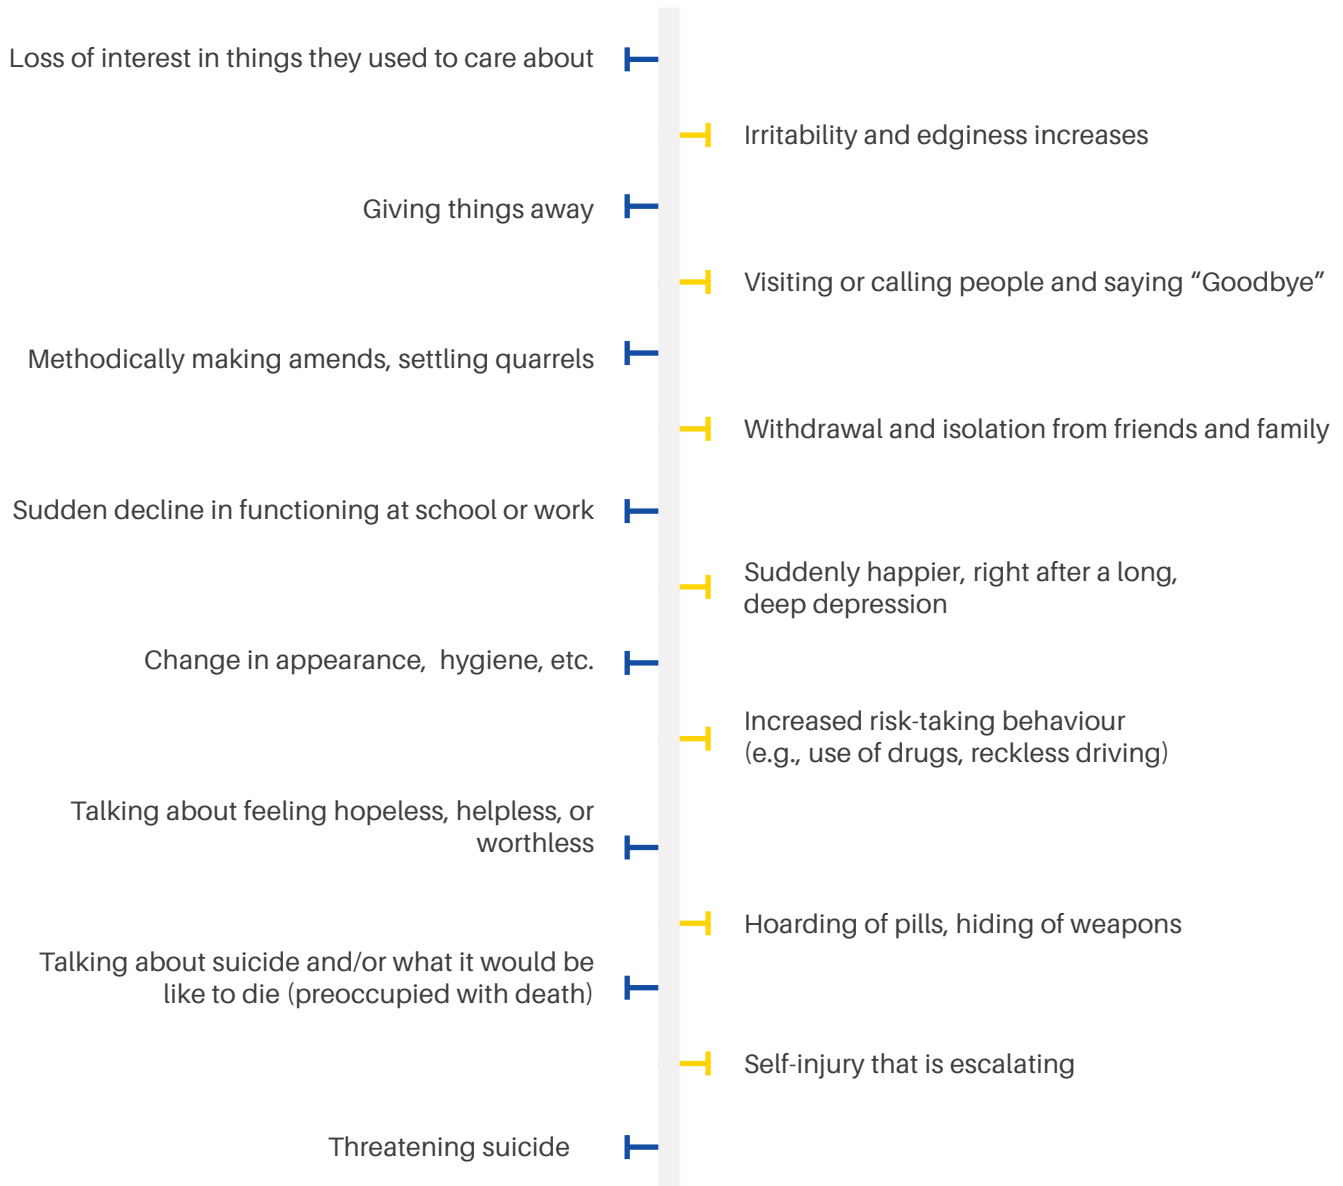 Loss of interest in things they used to care about
Irritability and edginess increases
Giving things away
Visiting or calling people and saying “Goodbye”
Methodically making amends, settling quarrels
Withdrawal and isolation from friends and family
Sudden decline in functioning at school or work
Suddenly happier, right after a long,
deep depression
Change in appearance,  hygiene, etc.
Increased risk-taking behaviour
(e.g., use of drugs, reckless driving)
Talking about feeling hopeless, helpless, or
worthless
Hoarding of pills, hiding of weapons
Talking about suicide and/or what it would be
like to die (preoccupied with death)
Self-injury that is escalating
Threatening suicide